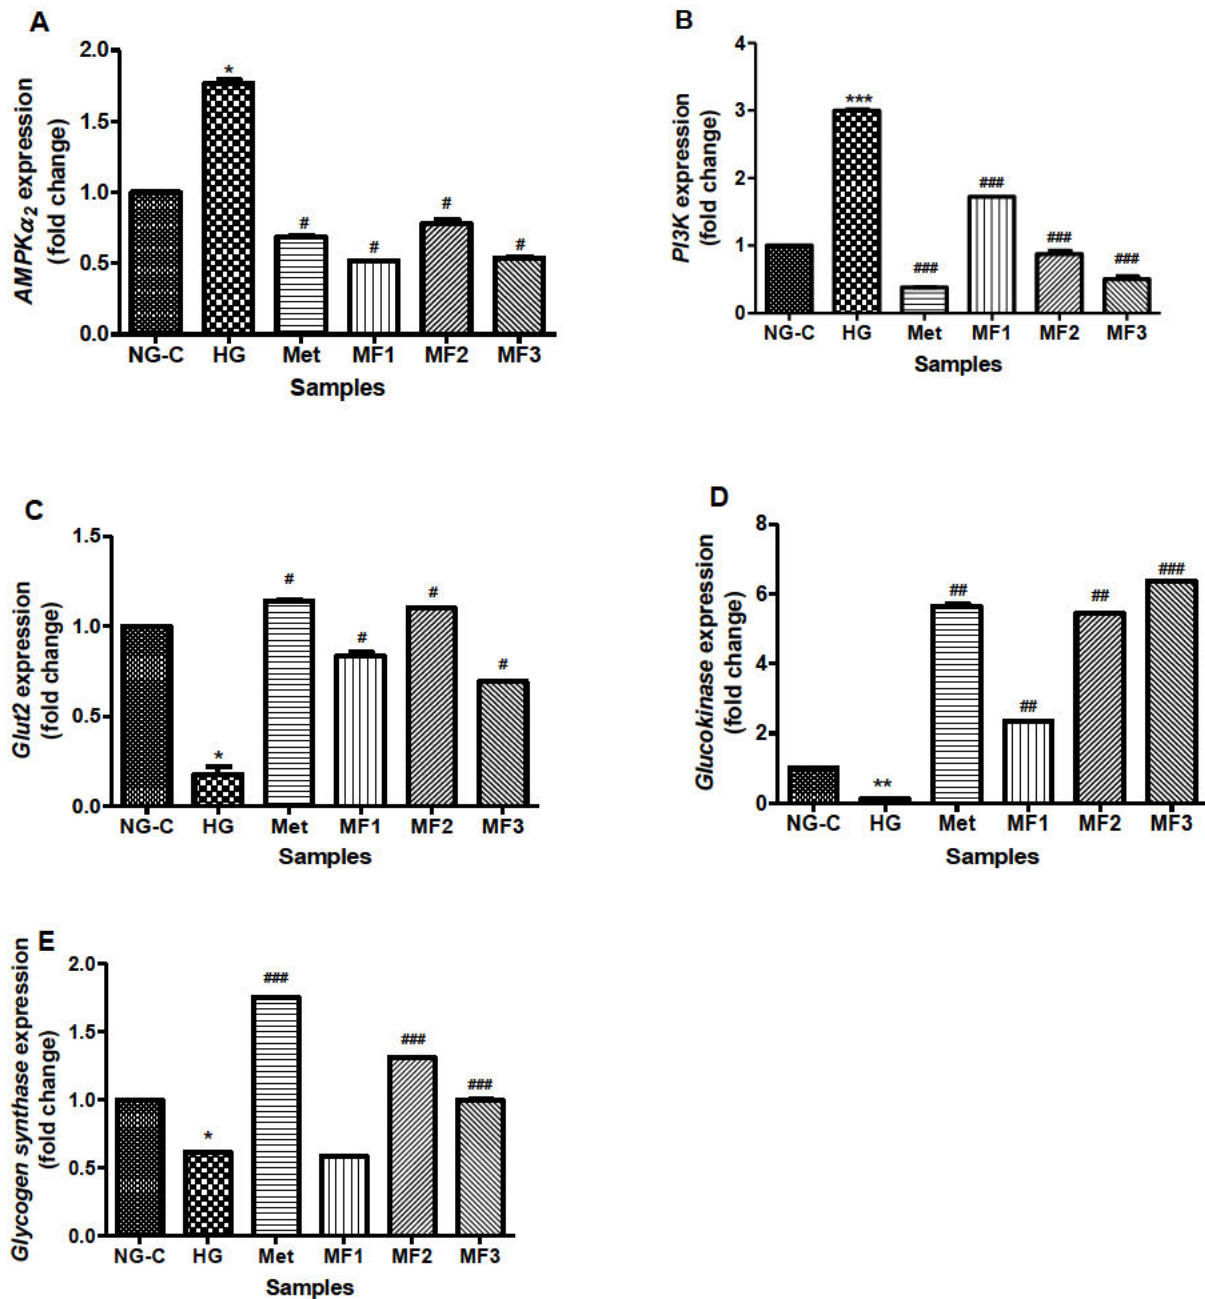 A
AMPKα2 expression
(fold change)
2.0
1.5
1.0
0.5
0.0
*
#
#
#
#
NG-C HG Met MF1 MF2 MF3
Samples
B
PI3K expression
(fold change)
4
3
2
1
0
***
###
###
###
###
NG-C HG Met MF1 MF2 MF3
Samples
C
Glut2 expression
(fold change)
1.5
1.0
0.5
0.0
*
#
#
#
#
NG-C HG Met MF1 MF2 MF3
Samples
D
Glucokinase expression
(fold change)
8
6
4
2
0
**
##
##
##
###
NG-C HG Met MF1 MF2 MF3
Samples
E
Glycogen synthase expression
(fold change)
2.0
1.5
1.0
0.5
0.0
*
###
###
###
NG-C HG Met MF1 MF2 MF3
Samples